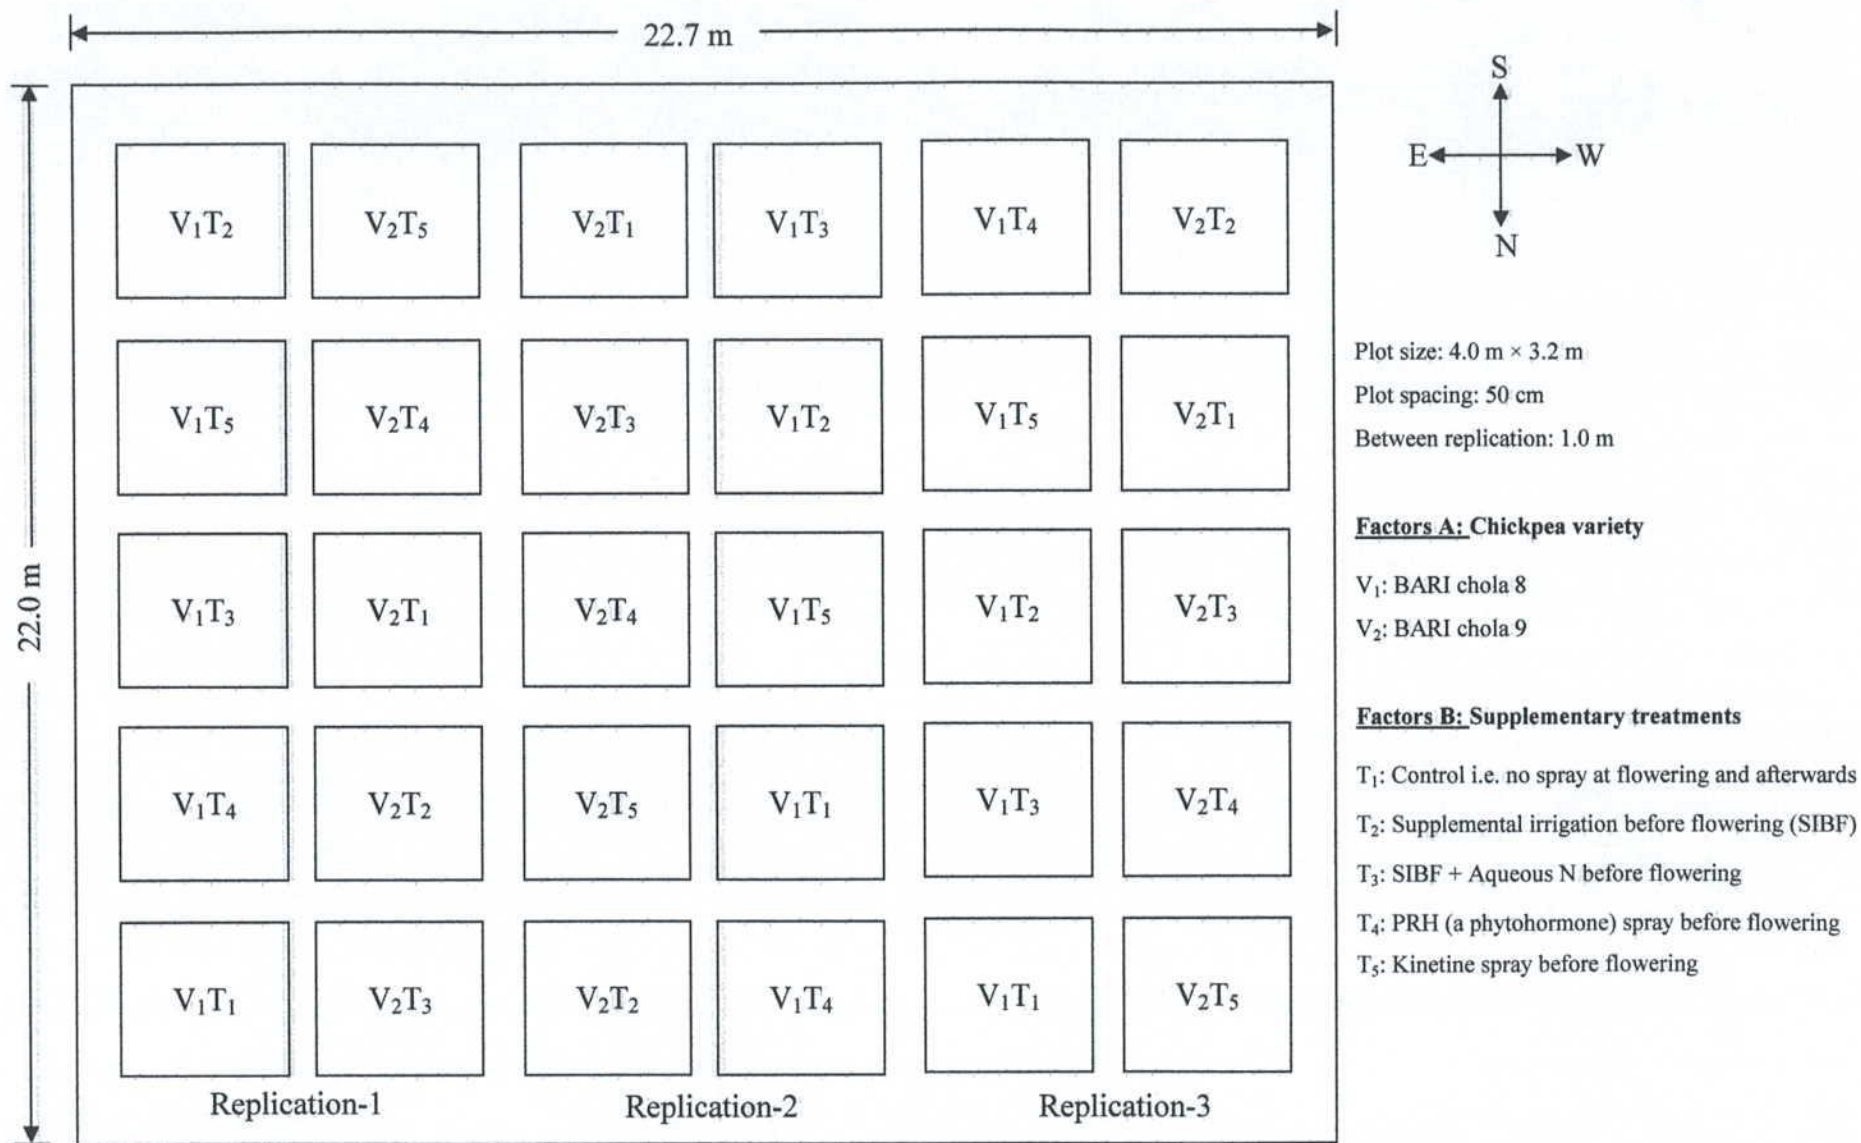 22.7 m
22.0 m
S
E W
N
V₁T₂ V₂T₅ V₂T₁ V₁T₃ V₁T₄ V₂T₂
V₁T₅ V₂T₄ V₂T₃ V₁T₂ V₁T₅ V₂T₁
V₁T₃ V₂T₁ V₂T₄ V₁T₅ V₁T₂ V₂T₃
V₁T₄ V₂T₂ V₂T₅ V₁T₁ V₁T₃ V₂T₄
V₁T₁ V₂T₃ V₂T₂ V₁T₄ V₁T₁ V₂T₅
Replication-1 Replication-2 Replication-3
Plot size: 4.0 m × 3.2 m
Plot spacing: 50 cm
Between replication: 1.0 m
Factors A: Chickpea variety
V₁: BARI chola 8
V₂: BARI chola 9
Factors B: Supplementary treatments
T₁: Control i.e. no spray at flowering and afterwards
T₂: Supplemental irrigation before flowering (SIBF)
T₃: SIBF + Aqueous N before flowering
T₄: PRH (a phytohormone) spray before flowering
T₅: Kinetine spray before flowering